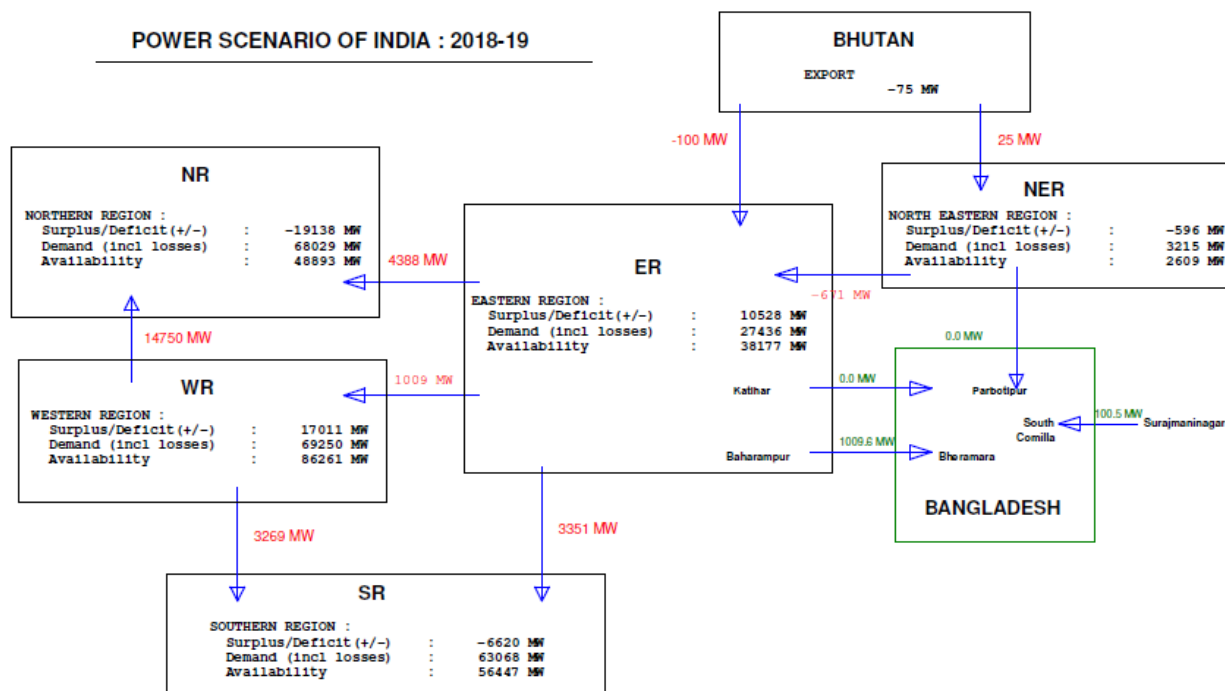 POWER SCENARIO OF INDIA : 2018-19
BHUTAN
EXPORT
-75 MW
-100 MW
25 MW
NR
NORTHERN REGION :
Surplus/Deficit(+/-) : -19138 MW
Demand (incl losses) : 68029 MW
Availability : 48893 MW
NER
NORTH EASTERN REGION :
Surplus/Deficit(+/-) : -596 MW
Demand (incl losses) : 3215 MW
Availability : 2609 MW
4388 MW
ER
EASTERN REGION :
Surplus/Deficit(+/-) : 10528 MW
Demand (incl losses) : 27436 MW
Availability : 38177 MW
-671 MW
14750 MW
0.0 MW
WR
WESTERN REGION :
Surplus/Deficit(+/-) : 17011 MW
Demand (incl losses) : 69250 MW
Availability : 86261 MW
1009 MW
Katihar
0.0 MW
Parbotipur
South
Comilla
100.5 MW
Surajmaninagar
Baharampur
1009.6 MW
Bheramara
BANGLADESH
3269 MW
3351 MW
SR
SOUTHERN REGION :
Surplus/Deficit(+/-) : -6620 MW
Demand (incl losses) : 63068 MW
Availability : 56447 MW